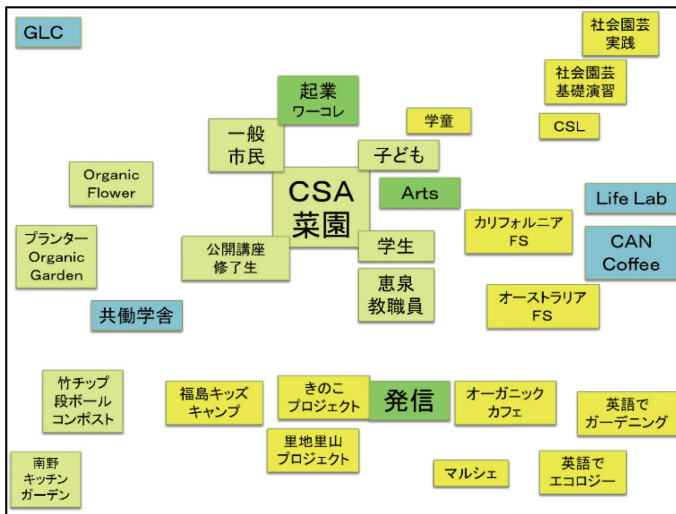 GLC
社会園芸
実践
社会園芸
基礎演習
起業
ワーコレ
学童
CSL
一般
市民
子ども
Organic
Flower
CSA
菜園
Arts
Life Lab
カリフォルニア
FS
プランター
Organic
Garden
公開講座
修了生
学生
CAN
Coffee
恵泉
教職員
オーストラリア
FS
共働学舎
竹チップ
段ボール
コンポスト
福島キッズ
キャンプ
きのこ
プロジェクト
発信
オーガニック
カフェ
英語で
ガーデニング
里地里山
プロジェクト
南野
キッチン
ガーデン
マルシェ
英語で
エコロジー